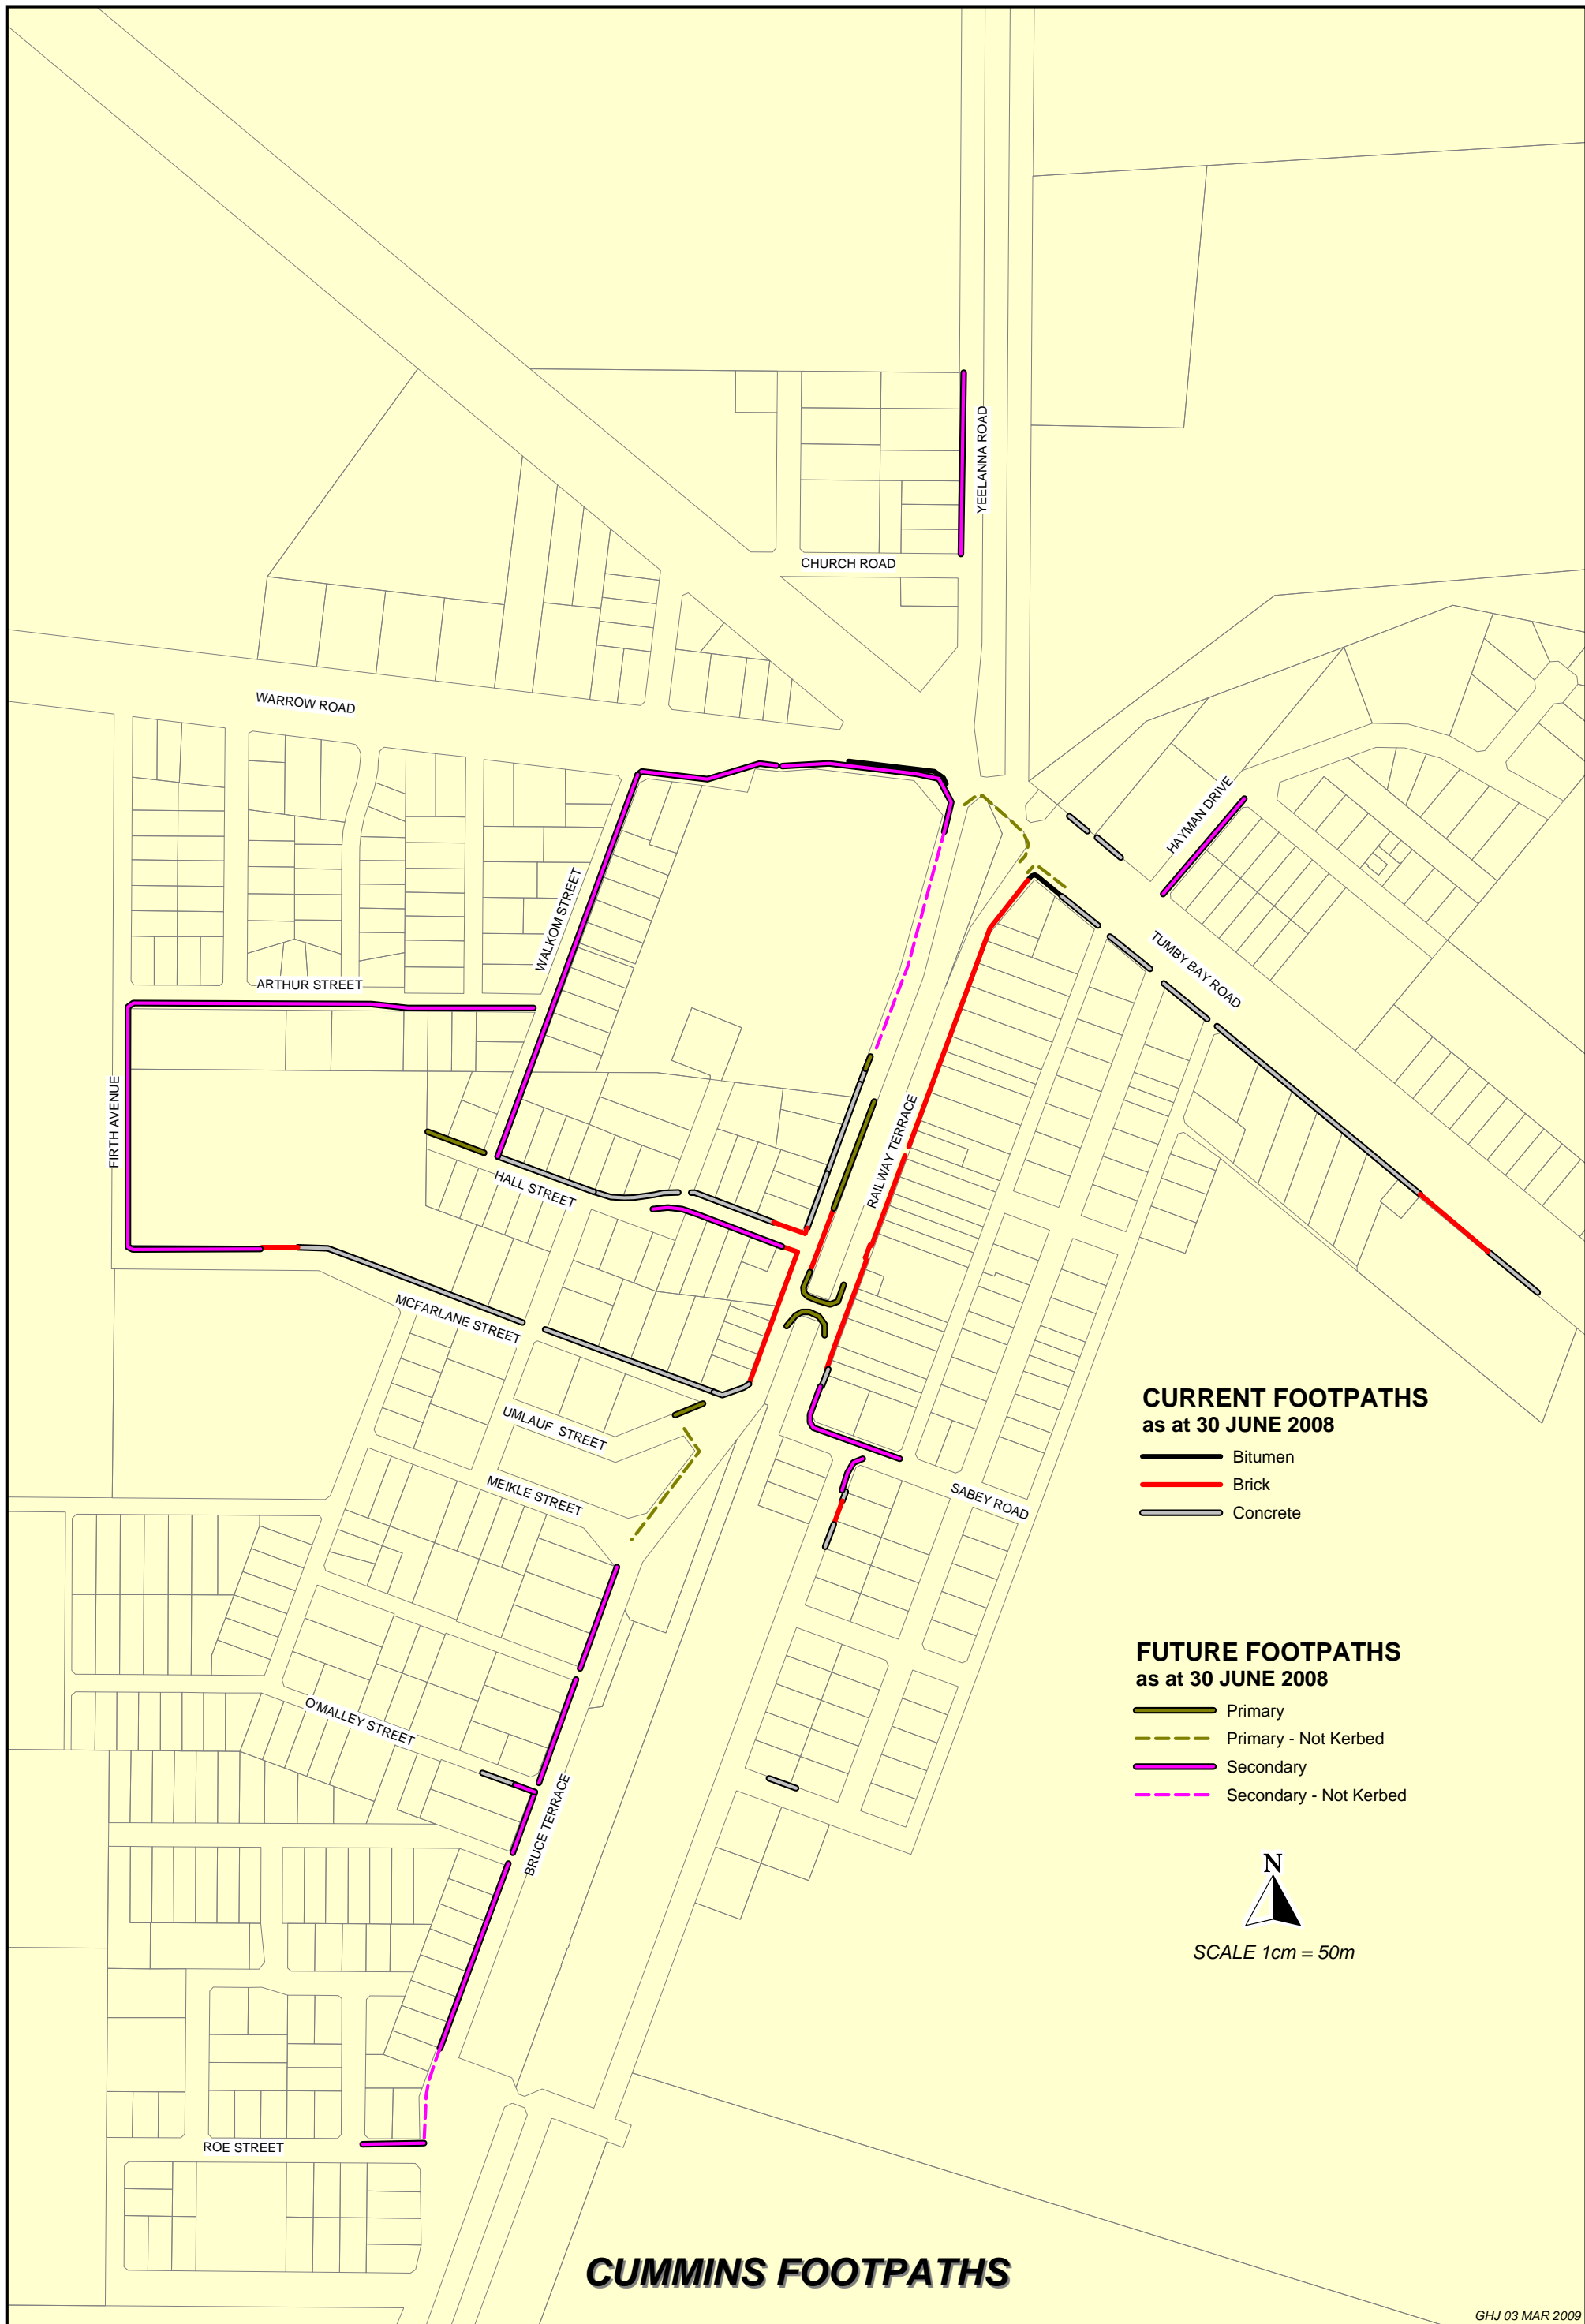 YEELANNA ROAD
CHURCH ROAD
WARROW ROAD
HAYMAN DRIVE
WALKOM STREET
TUMBY BAY ROAD
ARTHUR STREET
FIRTH AVENUE
RAILWAY TERRACE
HALL STREET
MCFARLANE STREET
UMLAUF STREET
MEIKLE STREET
SABEY ROAD
O'MALLEY STREET
BRUCE TERRACE
ROE STREET
CURRENT FOOTPATHS
as at 30 JUNE 2008
Bitumen
Brick
Concrete
FUTURE FOOTPATHS
as at 30 JUNE 2008
Primary
Primary - Not Kerbed
Secondary
Secondary - Not Kerbed
N
SCALE 1cm = 50m
CUMMINS FOOTPATHS
GHJ 03 MAR 2009